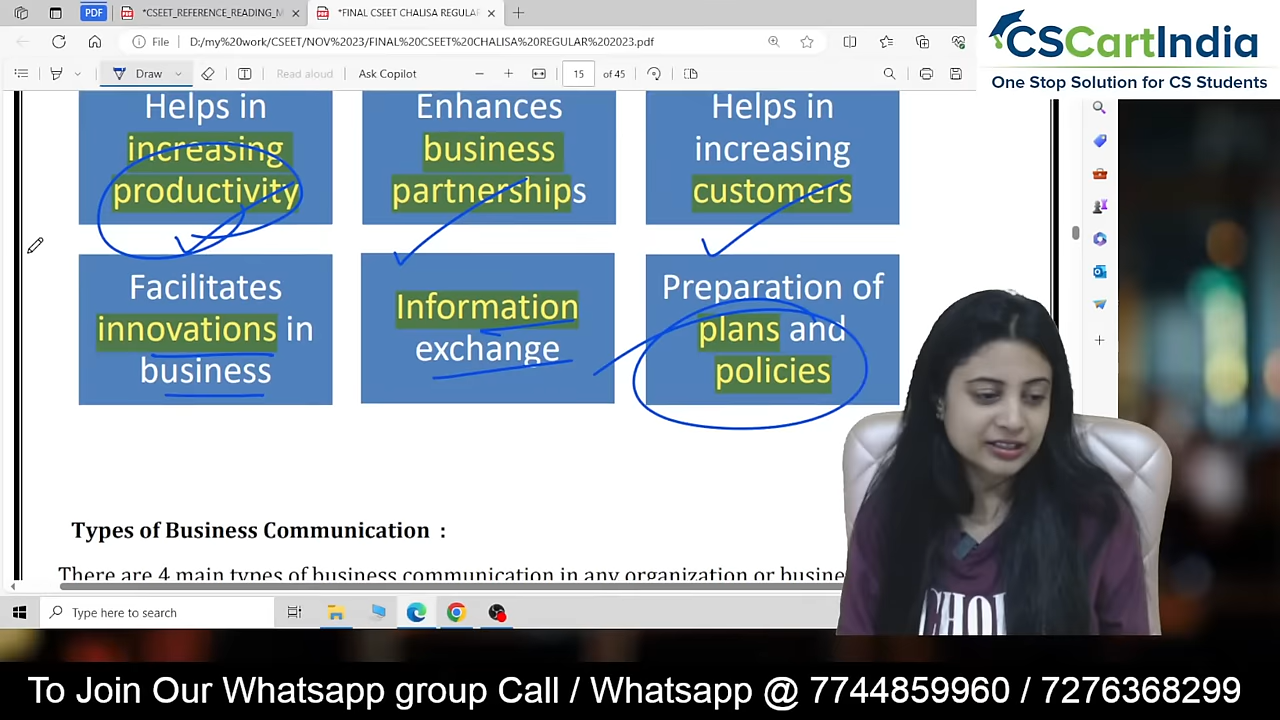 *CSEET_REFERENCE_READING_M
*FINAL CSEET CHALISA REGULAR
PDF
File
D:/my%20work/CSEET/NOV%2023/FINAL%20CSEET%20CHALISA%20REGULAR%202023.pdf
Draw
Read aloud
Ask Copilot
15 of 45
CSCartIndia
One Stop Solution for CS Students
Helps in
increasing
productivity
Enhances
business
partnerships
Helps in
increasing
customers
Facilitates
innovations in
business
Information
exchange
Preparation of
plans and
policies
Types of Business Communication :
There are 4 main types of business communication in any organization or
Type here to search
To Join Our Whatsapp group Call / Whatsapp @ 7744859960 / 7276368299